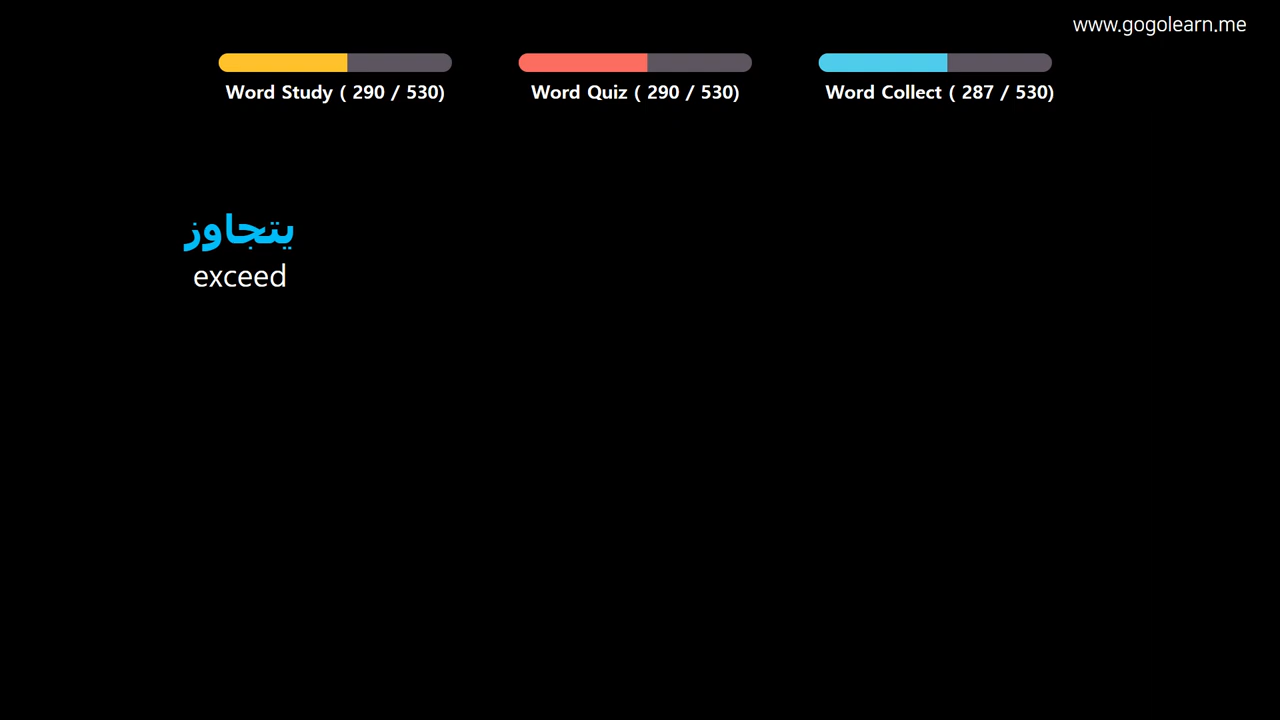 www.gogolearn.me
Word Study ( 290 / 530)
Word Quiz ( 290 / 530)
Word Collect ( 287 / 530)
يتجاوز
exceed